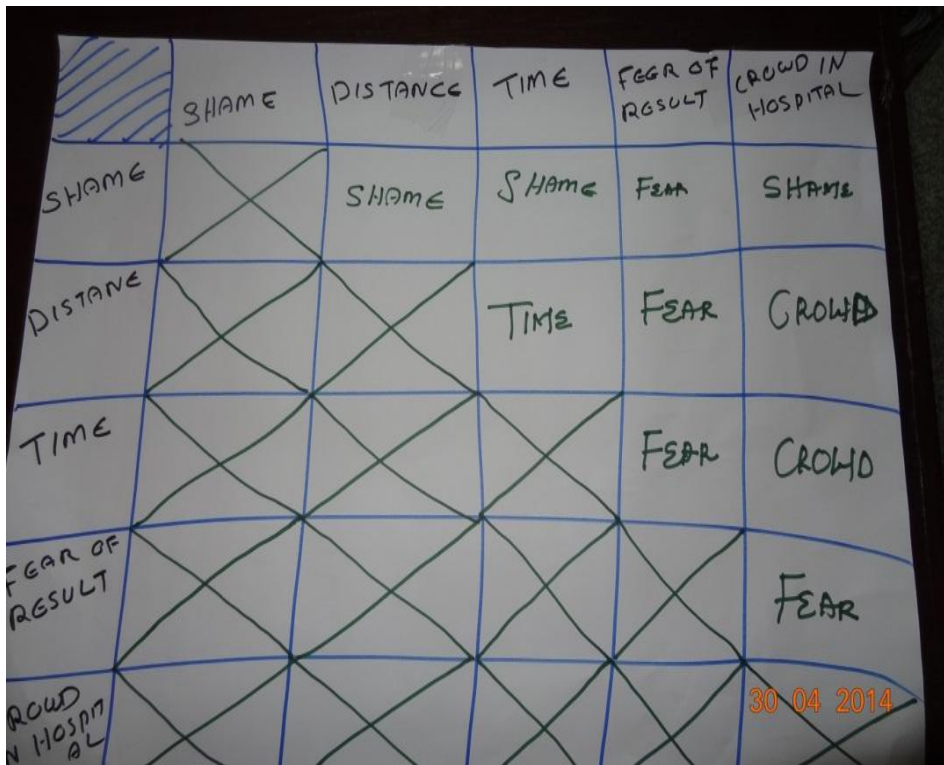 SHAME
DISTANCE
TIME
FEER OF
RESULT
CROWD IN
HOSPITAL
SHAME
SHAME
SHAME
FEAR
SHAME
DISTANE
TIME
FEAR
CROWD
TIME
FEAR
CROWD
FEAR OF
RESULT
FEAR
ROWD
N HOSPIT
AL
30 04 2014